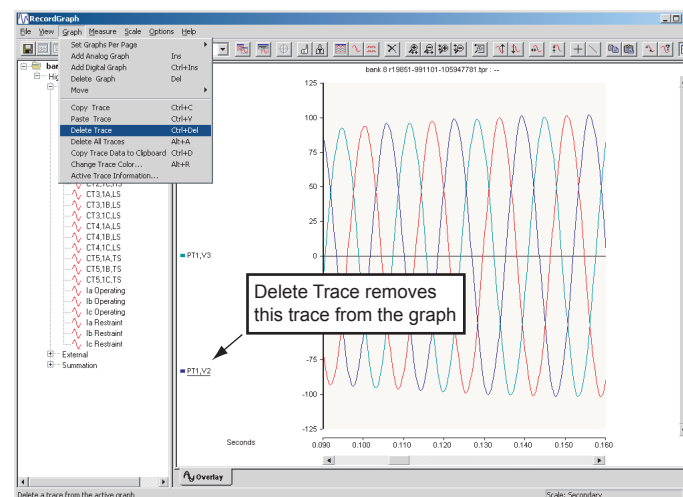 RecordGraph
File View Graph Measure Scale Options Help
Set Graphs Per Page
Add Analog Graph Ins
Add Digital Graph Ctrl+Ins
Delete Graph Del
Move
Copy Trace Ctrl+C
Paste Trace Ctrl+V
Delete Trace Ctrl+Del
Delete All Traces Alt+A
Copy Trace Data to Clipboard Ctrl+D
Change Trace Color... Alt+R
Active Trace Information...
CT2,1C,TS
CT3,1A,LS
CT3,1B,LS
CT3,1C,LS
CT4,1A,LS
CT4,1B,LS
CT4,1C,LS
CT5,1A,TS
CT5,1B,TS
CT5,1C,TS
Ia Operating
Ib Operating
Ic Operating
Ia Restraint
Ib Restraint
Ic Restraint
External
Summation
bank 8 r19851-991101-105947781.tpr : --
125
100
75
50
25
0
-75
-100
-125
PT1,V3
PT1,V2
Delete Trace removes
this trace from the graph
Seconds
0.090 0.100 0.110 0.120 0.130 0.140 0.150 0.160
Overlay
Delete a trace from the active graph
Scale: Secondary